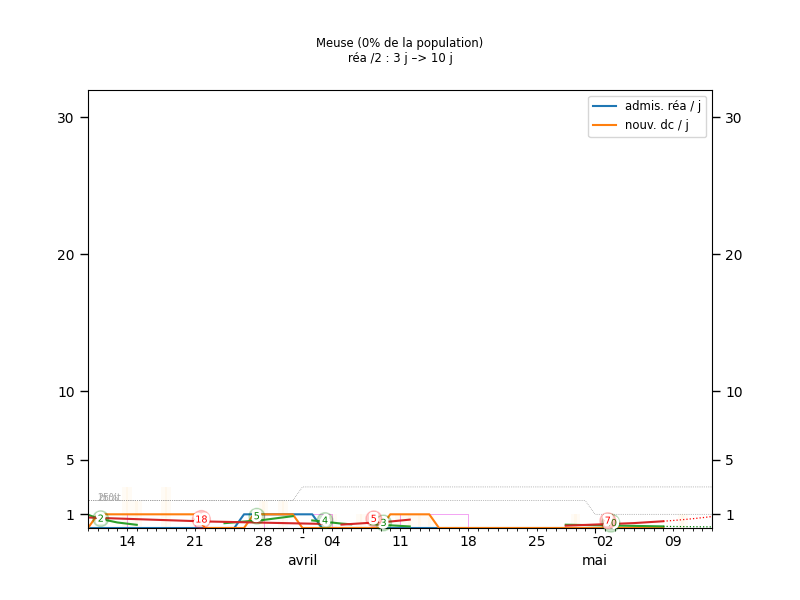 Meuse (0% de la population)
réa /2 : 3 j –> 10 j
admis. réa / j
nouv. dc / j
30 30
20 20
10 10
5 5
1 1
2 18 5 4 5 3 7
14 21 28 - 04 11 18 25 - 02 09
avril mai